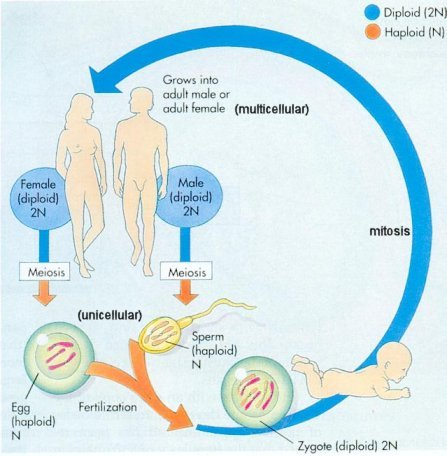 Diploid (2N)
Haploid (N)
Grows into
adult male or
adult female (multicellular)
Female
(diploid)
2N
Male
(diploid)
2N
mitosis
Meiosis
Meiosis
(unicellular)
Sperm
(haploid)
N
Egg
(haploid)
N
Fertilization
Zygote (diploid) 2N